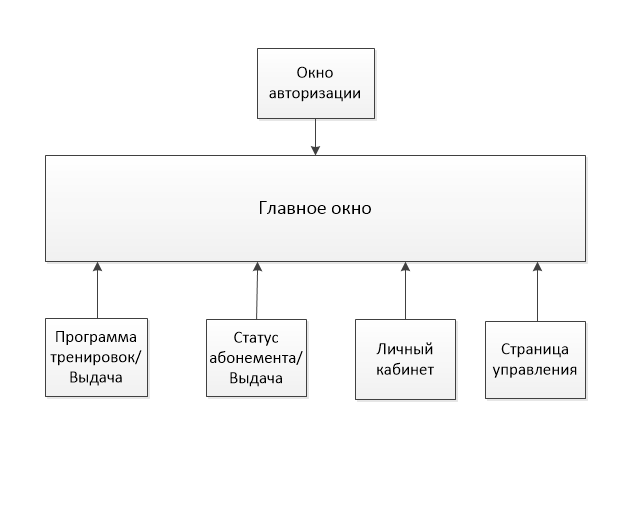 Окно
авторизации
Главное окно
Программа
тренировок/
Выдача
Статус
абонемента/
Выдача
Личный
кабинет
Страница
управления